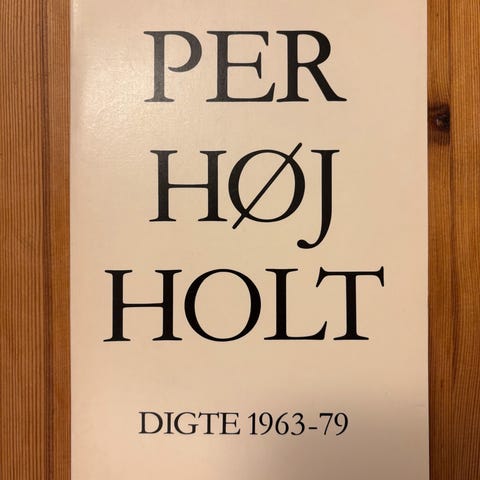 PER
HØJ
HOLT
DIGTE 1963-79